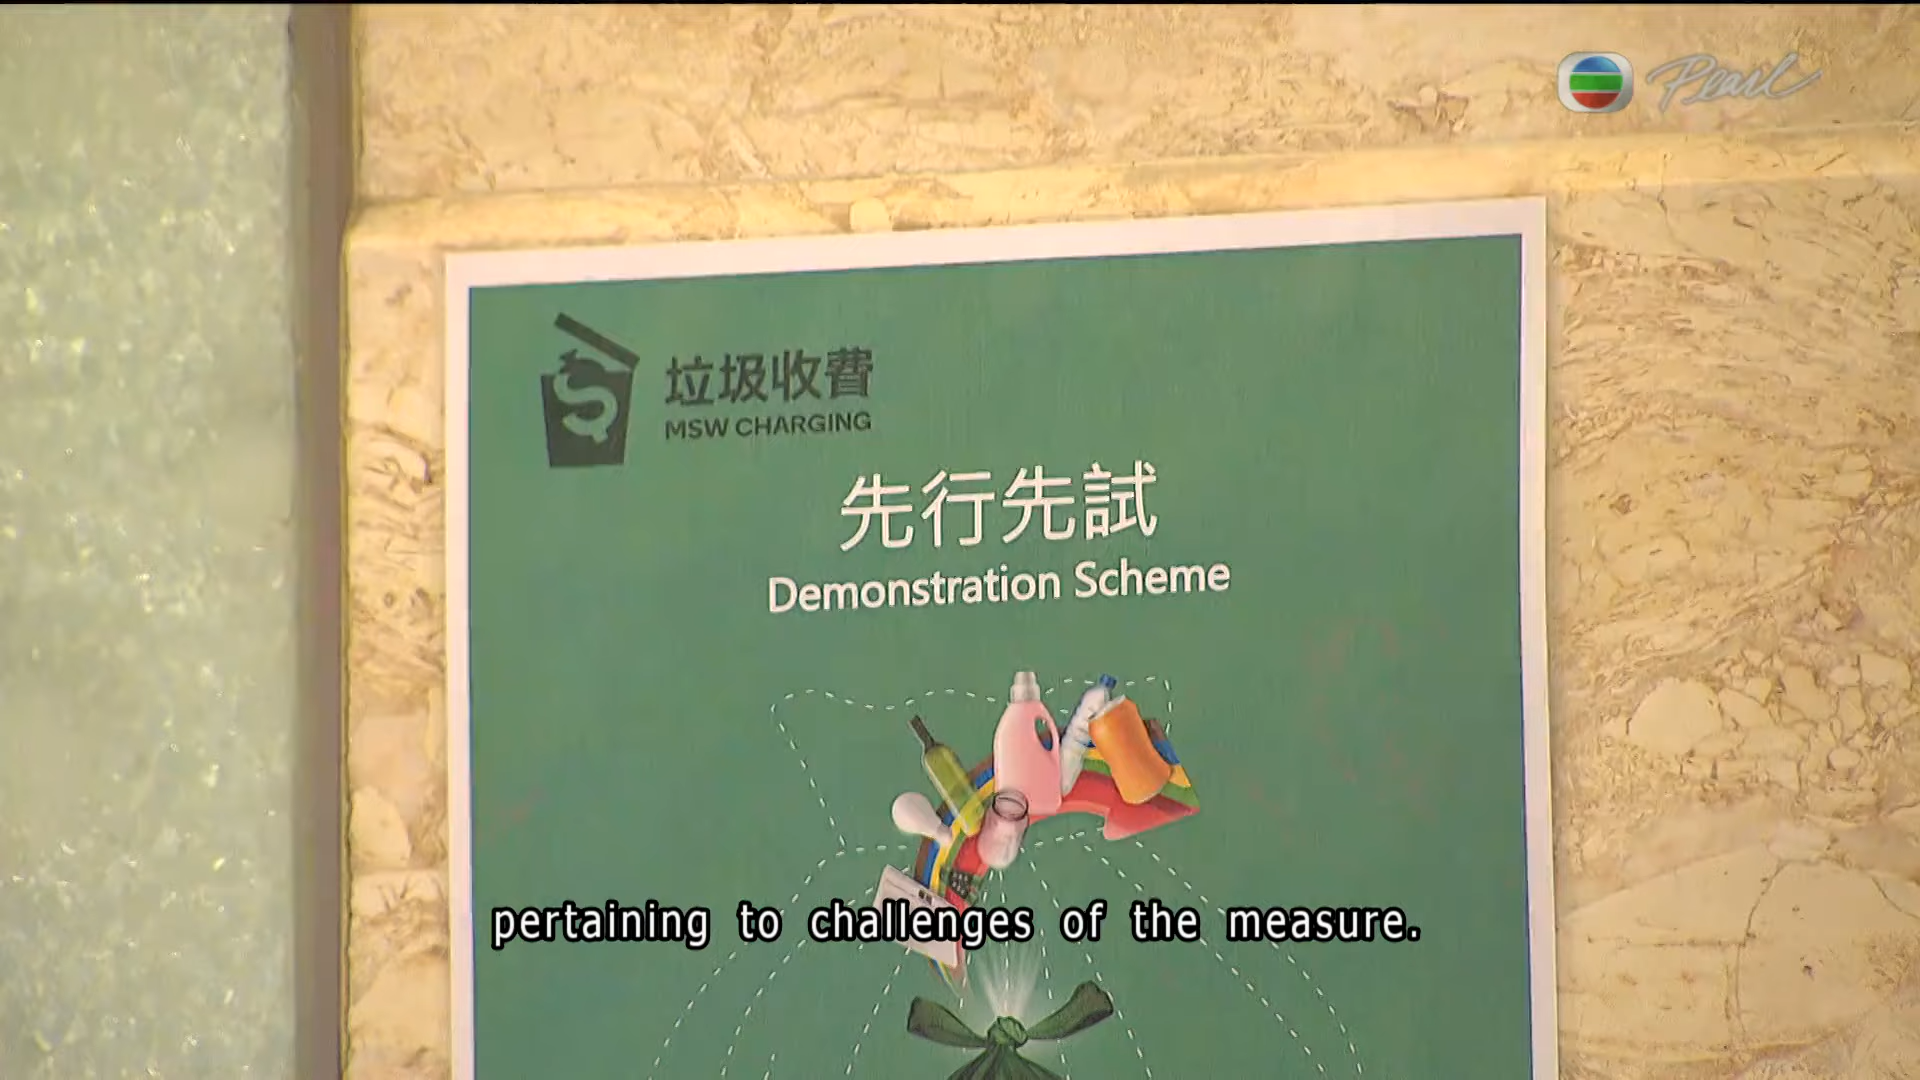 Pearl
垃圾收費
MSW CHARGING
先行先試
Demonstration Scheme
pertaining to challenges of the measure.